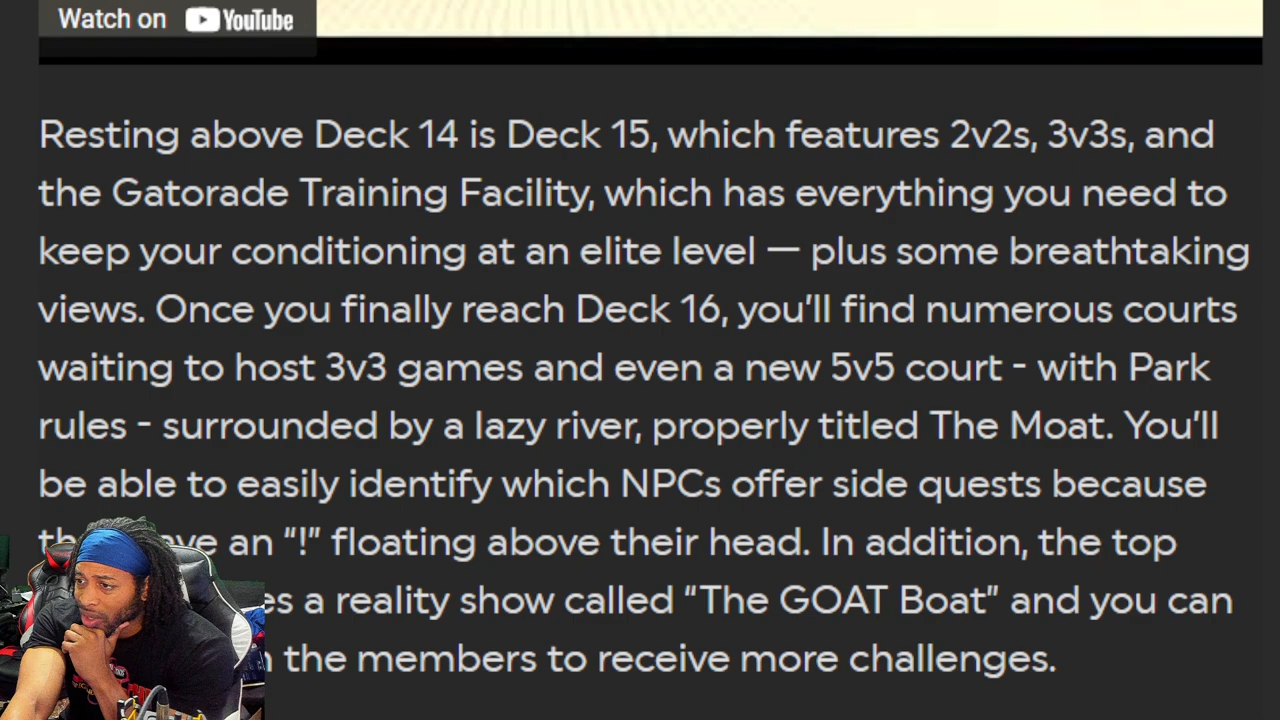 Watch on YouTube
Resting above Deck 14 is Deck 15, which features 2v2s, 3v3s, and
the Gatorade Training Facility, which has everything you need to
keep your conditioning at an elite level — plus some breathtaking
views. Once you finally reach Deck 16, you’ll find numerous courts
waiting to host 3v3 games and even a new 5v5 court - with Park
rules - surrounded by a lazy river, properly titled The Moat. You’ll
be able to easily identify which NPCs offer side quests because
an “!” floating above their head. In addition, the top
a reality show called “The GOAT Boat” and you can
the members to receive more challenges.